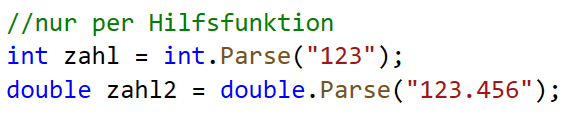 //nur per Hilfsfunktion
int zahl = int.Parse("123");
double zahl2 = double.Parse("123.456");